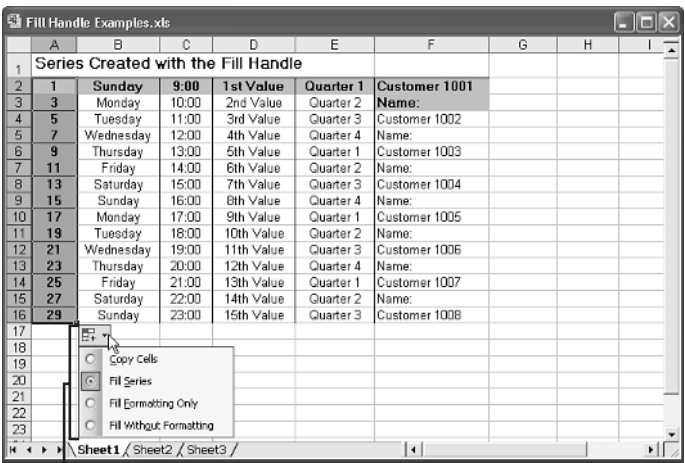 Fill Handle Examples.xls
A B C D E F G H I
1 Series Created with the Fill Handle
2 1 Sunday 9:00 1st Value Quarter 1 Customer 1001
3 3 Monday 10:00 2nd Value Quarter 2 Name:
4 5 Tuesday 11:00 3rd Value Quarter 3 Customer 1002
5 7 Wednesday 12:00 4th Value Quarter 4 Name:
6 9 Thursday 13:00 5th Value Quarter 1 Customer 1003
7 11 Friday 14:00 6th Value Quarter 2 Name:
8 13 Saturday 15:00 7th Value Quarter 3 Customer 1004
9 15 Sunday 16:00 8th Value Quarter 4 Name:
10 17 Monday 17:00 9th Value Quarter 1 Customer 1005
11 19 Tuesday 18:00 10th Value Quarter 2 Name:
12 21 Wednesday 19:00 11th Value Quarter 3 Customer 1006
13 23 Thursday 20:00 12th Value Quarter 4 Name:
14 25 Friday 21:00 13th Value Quarter 1 Customer 1007
15 27 Saturday 22:00 14th Value Quarter 2 Name:
16 29 Sunday 23:00 15th Value Quarter 3 Customer 1008
17
18
19 Copy Cells
20 Fill Series
21
22 Fill Formatting Only
23 Fill Without Formatting
Sheet1 / Sheet2 / Sheet3 /